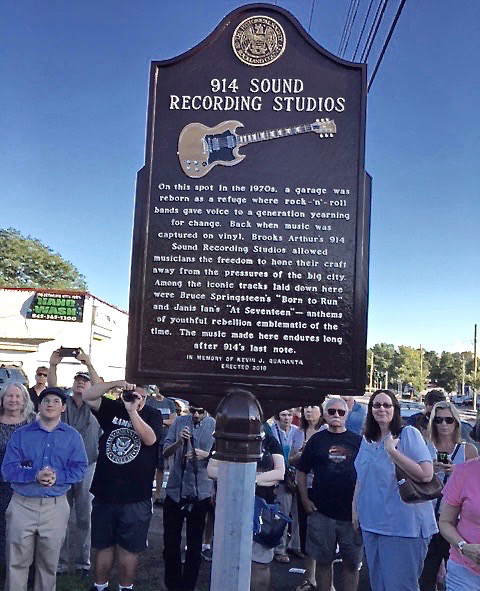 914 SOUND
RECORDING STUDIOS
On this spot in the 1970s, a garage was
reborn as a refuge where rock-'n'-roll
bands gave voice to a generation yearning
for change. Back when music was
captured on vinyl, Brooks Arthur's 914
Sound Recording Studios allowed
musicians the freedom to hone their craft
away from the pressures of the big city.
Among the iconic tracks laid down here
were Bruce Springsteen's "Born to Run"
and Janis Ian's "At Seventeen"— anthems
of youthful rebellion emblematic of the
time. The music made here endures long
after 914's last note.
IN MEMORY OF KEVIN J. QUARANTA
ERECTED 2018
HAND
WASH
845-363-1300
RAMONES